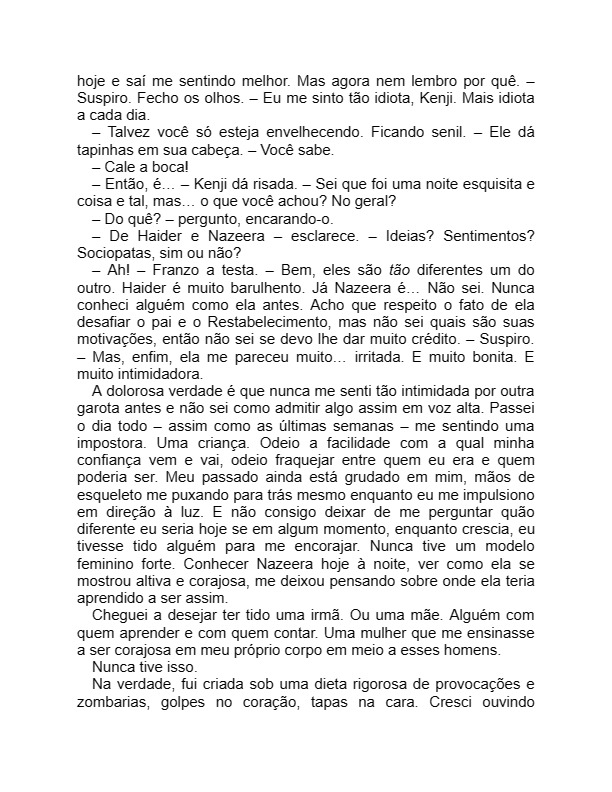 hoje e saí me sentindo melhor. Mas agora nem lembro por quê. –
Suspiro. Fecho os olhos. – Eu me sinto tão idiota, Kenji. Mais idiota
a cada dia.
– Talvez você só esteja envelhecendo. Ficando senil. – Ele dá
tapinhas em sua cabeça. – Você sabe.
– Cale a boca!
– Então, é… – Kenji dá risada. – Sei que foi uma noite esquisita e
coisa e tal, mas… o que você achou? No geral?
– Do quê? – pergunto, encarando-o.
– De Haider e Nazeera – esclarece. – Ideias? Sentimentos?
Sociopatas, sim ou não?
– Ah! – Franzo a testa. – Bem, eles são tão diferentes um do
outro. Haider é muito barulhento. Já Nazeera é… Não sei. Nunca
conheci alguém como ela antes. Acho que respeito o fato de ela
desafiar o pai e o Restabelecimento, mas não sei quais são suas
motivações, então não sei se devo lhe dar muito crédito. – Suspiro.
– Mas, enfim, ela me pareceu muito… irritada. E muito bonita. E
muito intimidadora.
A dolorosa verdade é que nunca me senti tão intimidada por outra
garota antes e não sei como admitir algo assim em voz alta. Passei
o dia todo – assim como as últimas semanas – me sentindo uma
impostora. Uma criança. Odeio a facilidade com a qual minha
confiança vem e vai, odeio fraquejar entre quem eu era e quem
poderia ser. Meu passado ainda está grudado em mim, mãos de
esqueleto me puxando para trás mesmo enquanto eu me impulsiono
em direção à luz. E não consigo deixar de me perguntar quão
diferente eu seria hoje se em algum momento, enquanto crescia, eu
tivesse tido alguém para me encorajar. Nunca tive um modelo
feminino forte. Conhecer Nazeera hoje à noite, ver como ela se
mostrou altiva e corajosa, me deixou pensando sobre onde ela teria
aprendido a ser assim.
Cheguei a desejar ter tido uma irmã. Ou uma mãe. Alguém com
quem aprender e com quem contar. Uma mulher que me ensinasse
a ser corajosa em meu próprio corpo em meio a esses homens.
Nunca tive isso.
Na verdade, fui criada sob uma dieta rigorosa de provocações e
zombarias, golpes no coração, tapas na cara. Cresci ouvindo